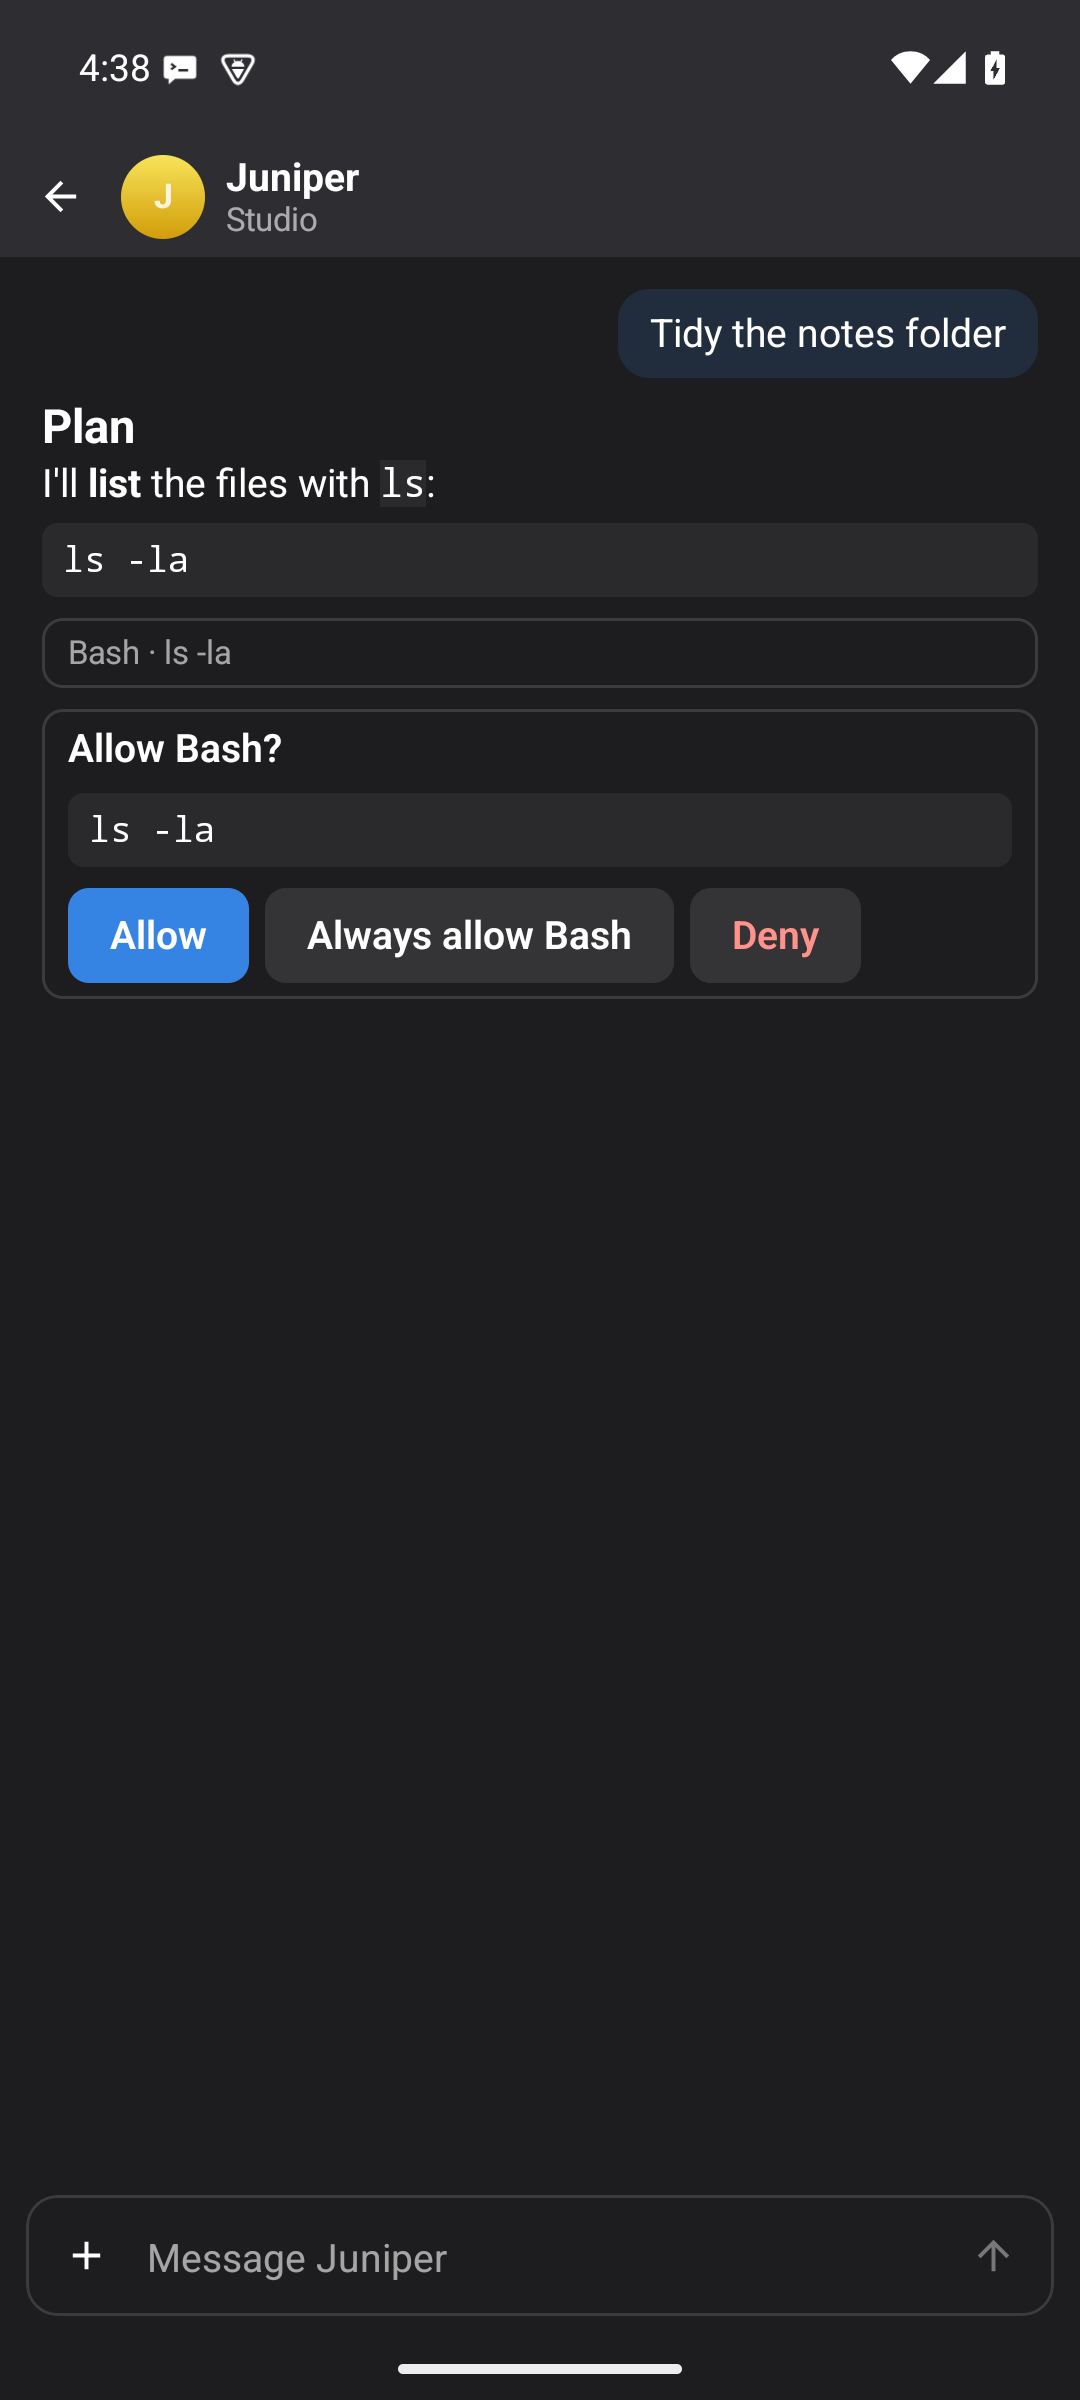 4:38
J
Juniper
Studio
Tidy the notes folder
Plan
I'll list the files with ls:
ls -la
Bash · ls -la
Allow Bash?
ls -la
Allow
Always allow Bash
Deny
Message Juniper